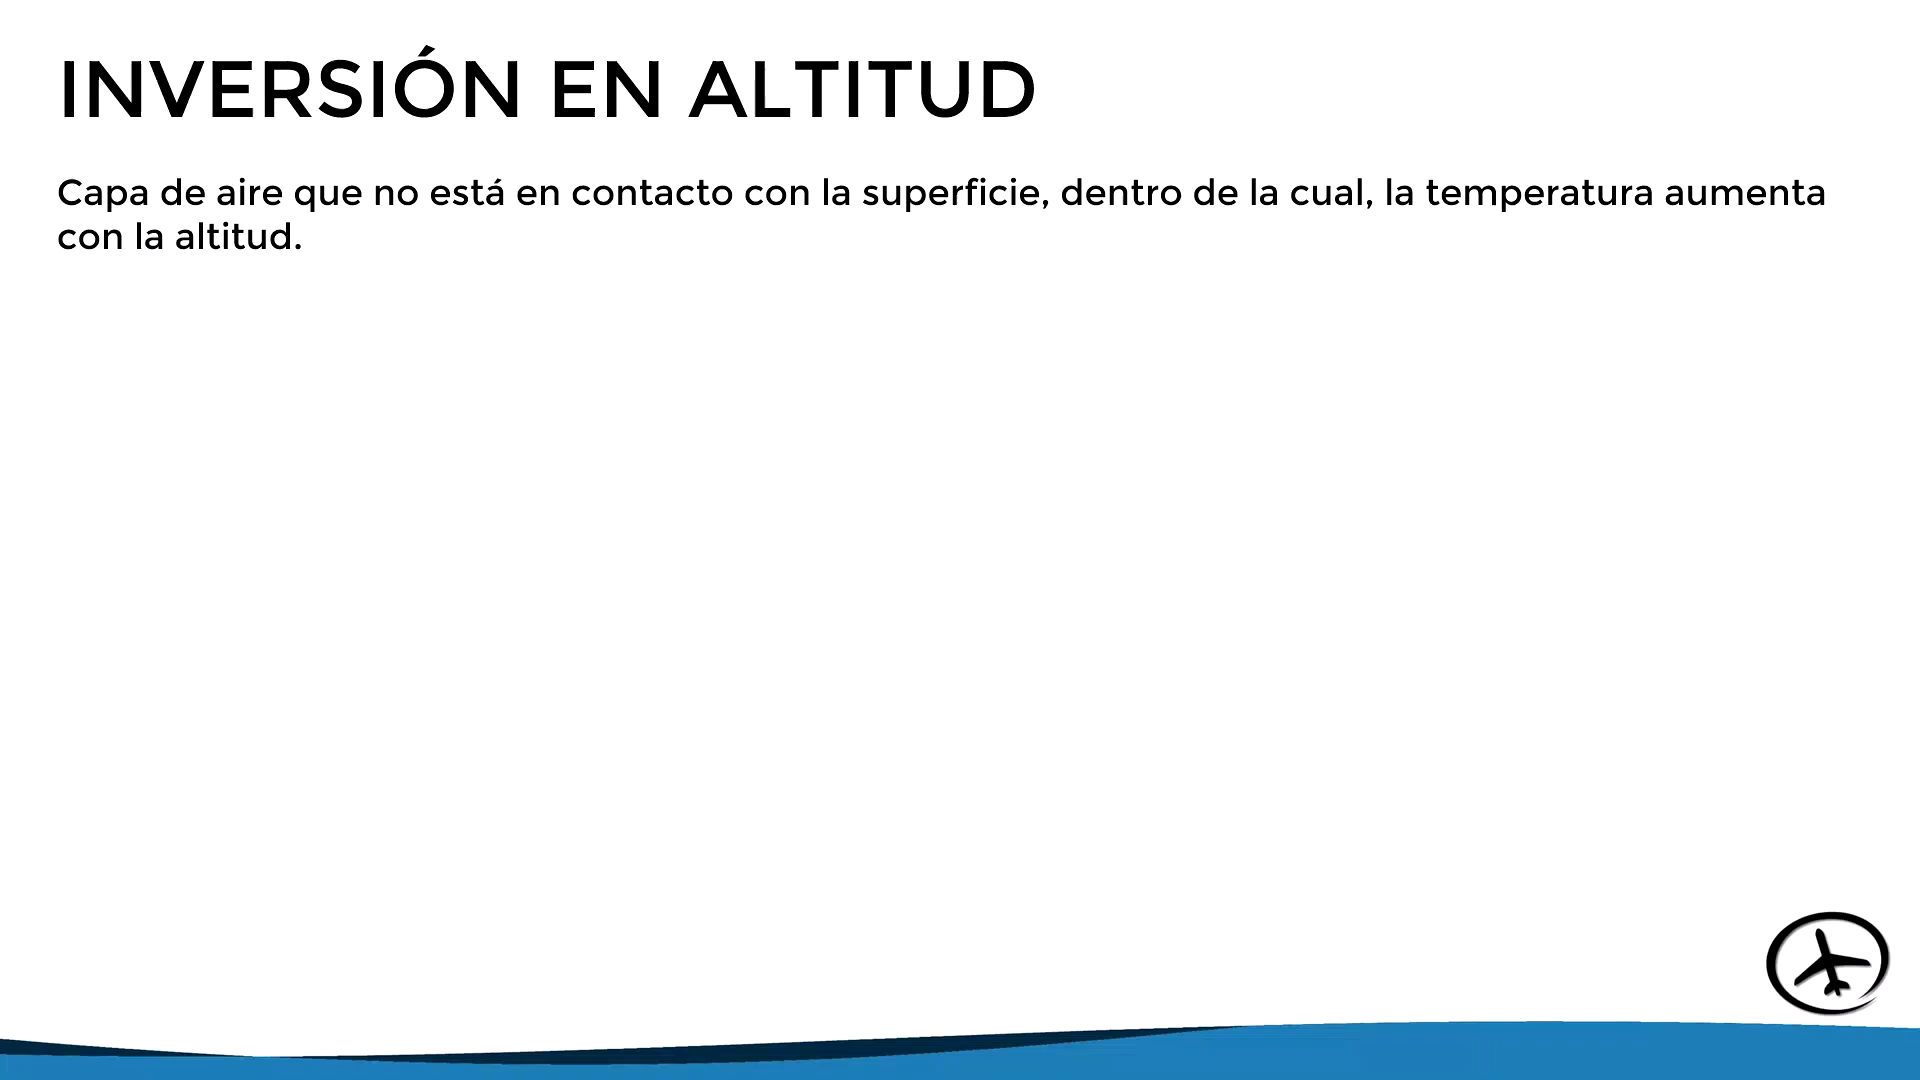 INVERSIÓN EN ALTITUD
Capa de aire que no está en contacto con la superficie, dentro de la cual, la temperatura aumenta
con la altitud.